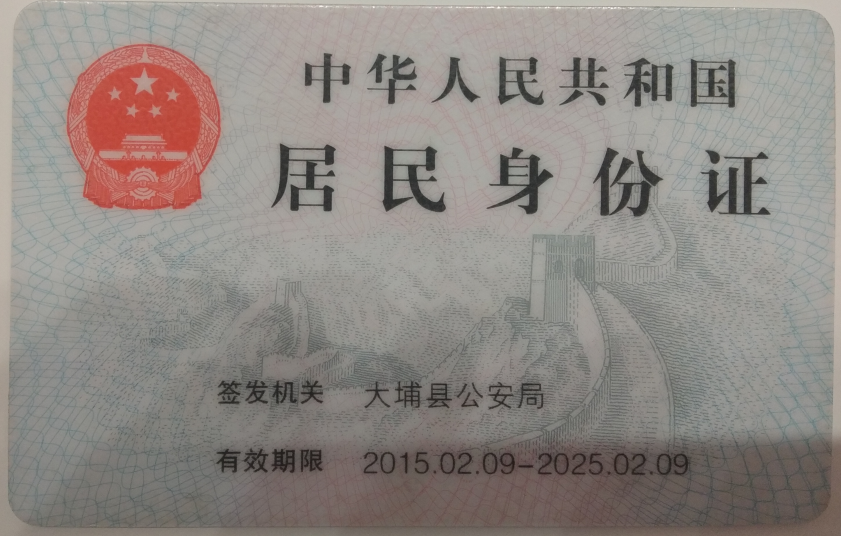 中华人民共和国
居民身份证
签发机关 大埔县公安局
有效期限 2015.02.09-2025.02.09